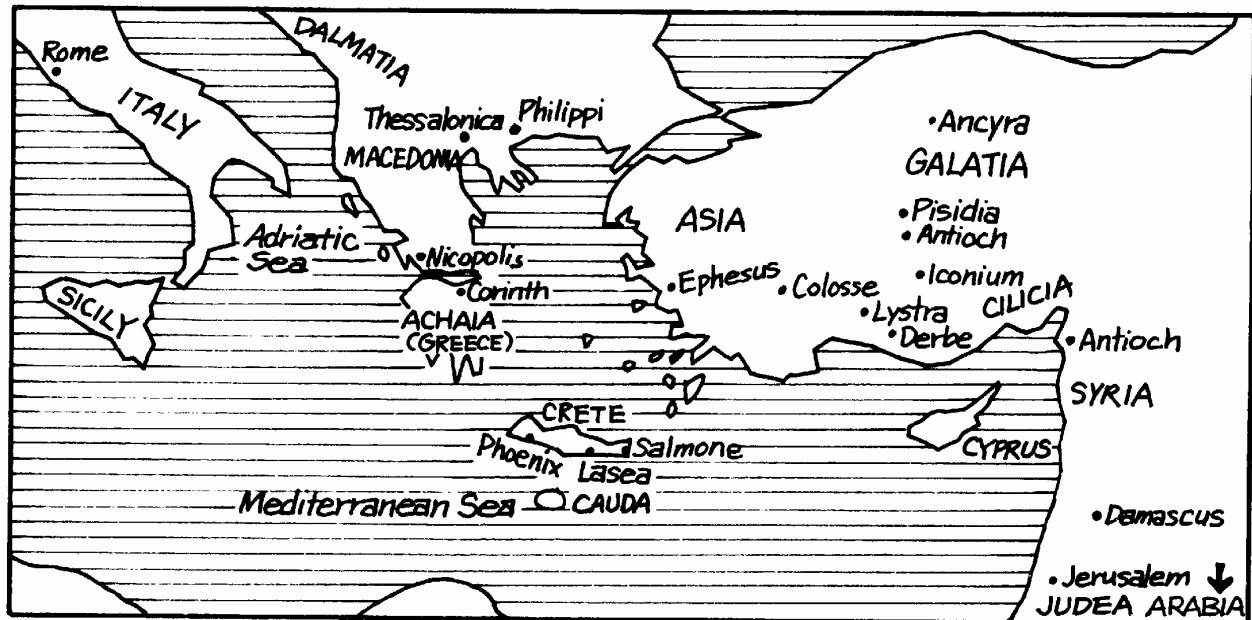 Rome
ITALY
DALMATIA
Thessalonica
Philippi
MACEDONIA
Ancyra
GALATIA
Pisidia
Antioch
ASIA
Adriatic
Sea
Nicopolis
Corinth
ACHAIA
(GREECE)
SICILY
Ephesus
Colosse
Iconium
CILICIA
Lystra
Derbe
Antioch
SYRIA
CRETE
Phoenix
Lasea
Salmone
CYPRUS
Mediterranean Sea
CAUDA
Damascus
Jerusalem
JUDEA ARABIA